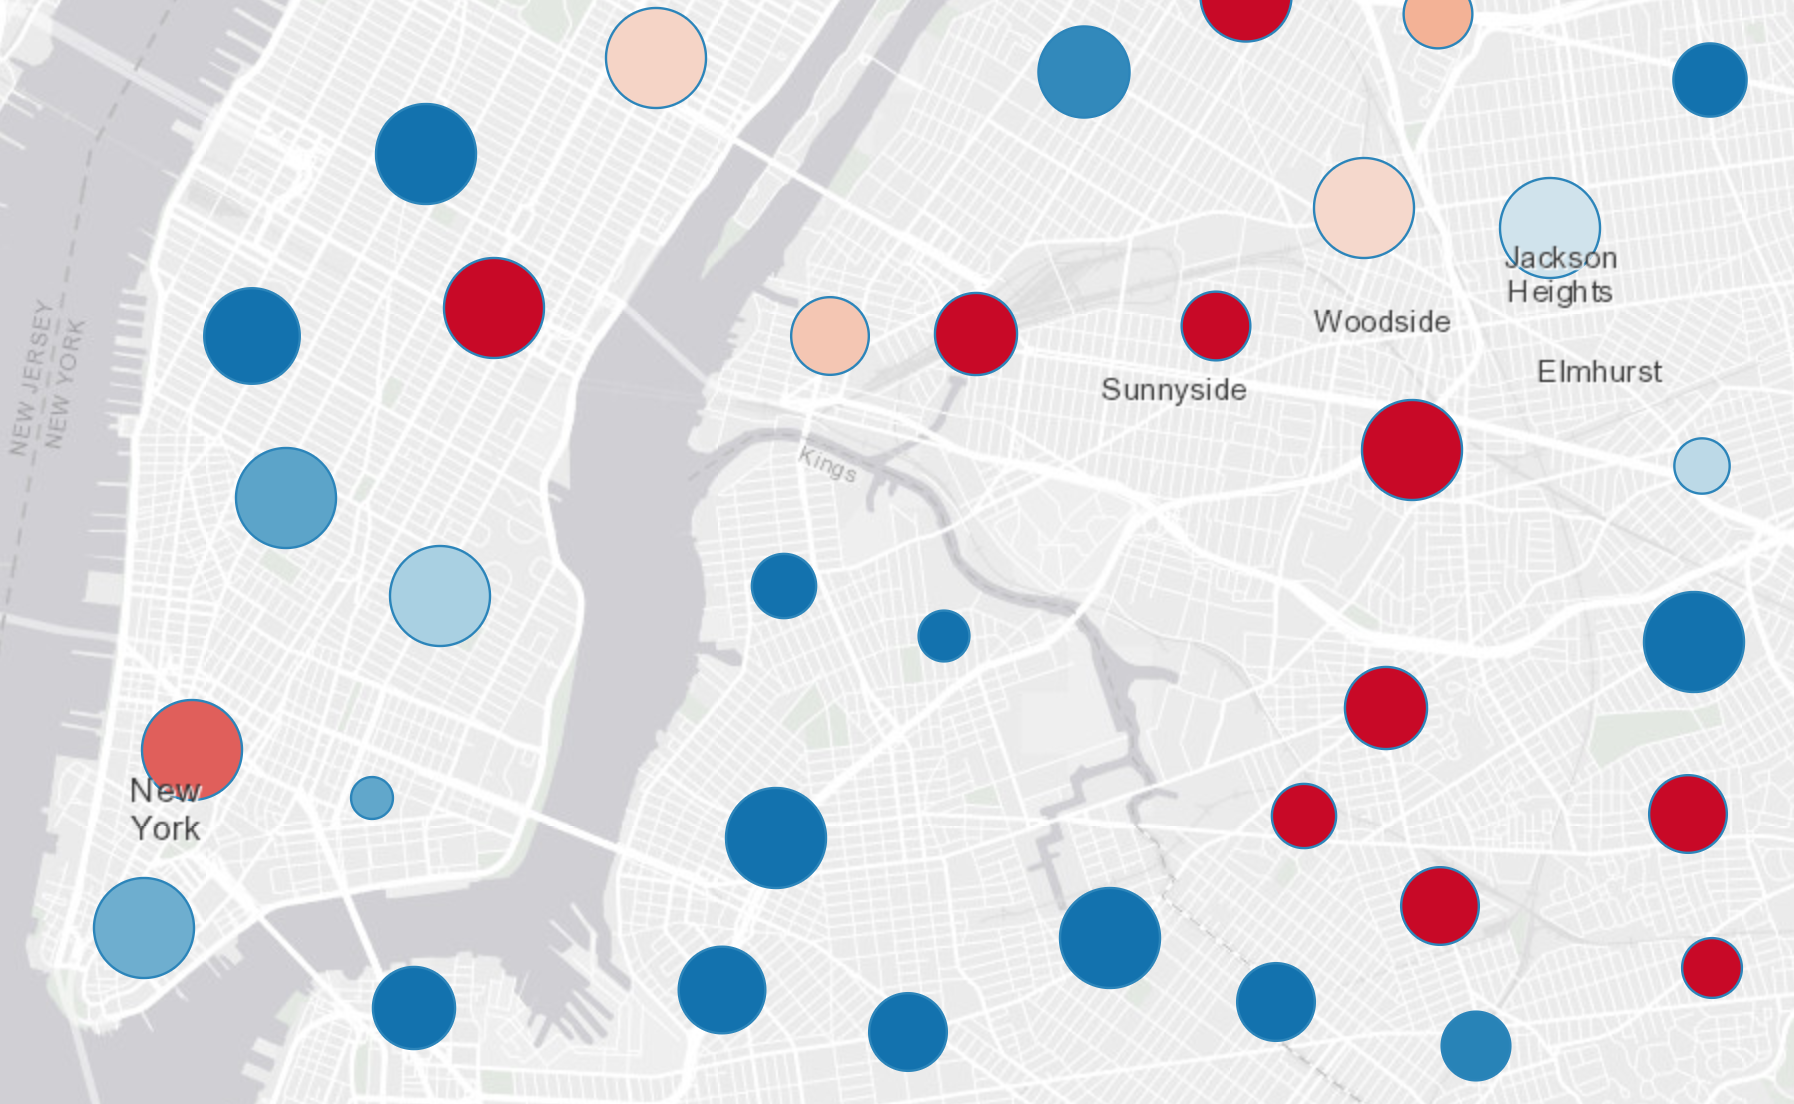 NEW JERSEY
NEW YORK
Jackson
Heights
Woodside
Elmhurst
Sunnyside
Kings
New
York